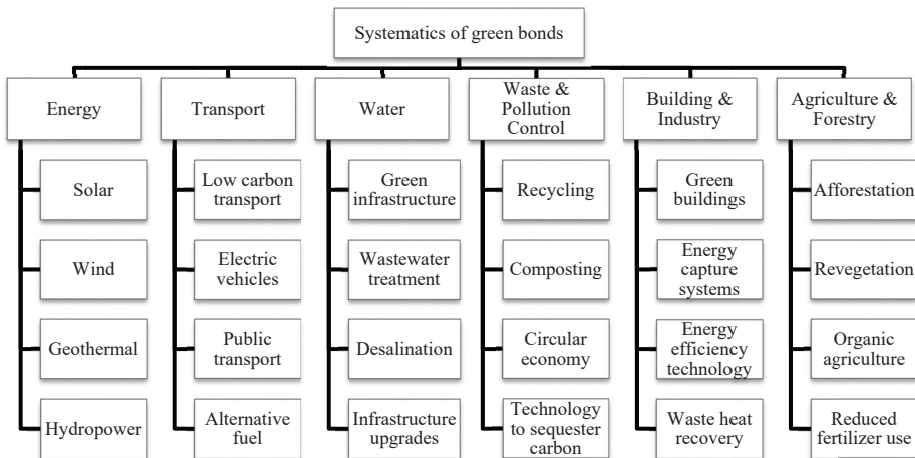 Systematics of green bonds
Energy
Transport
Water
Waste &
Pollution
Control
Building &
Industry
Agriculture &
Forestry
Solar
Low carbon
transport
Green
infrastructure
Recycling
Green
buildings
Afforestation
Wind
Electric
vehicles
Wastewater
treatment
Composting
Energy
capture
systems
Revegetation
Geothermal
Public
transport
Desalination
Circular
economy
Energy
efficiency
technology
Organic
agriculture
Hydropower
Alternative
fuel
Infrastructure
upgrades
Technology
to sequester
carbon
Waste heat
recovery
Reduced
fertilizer use